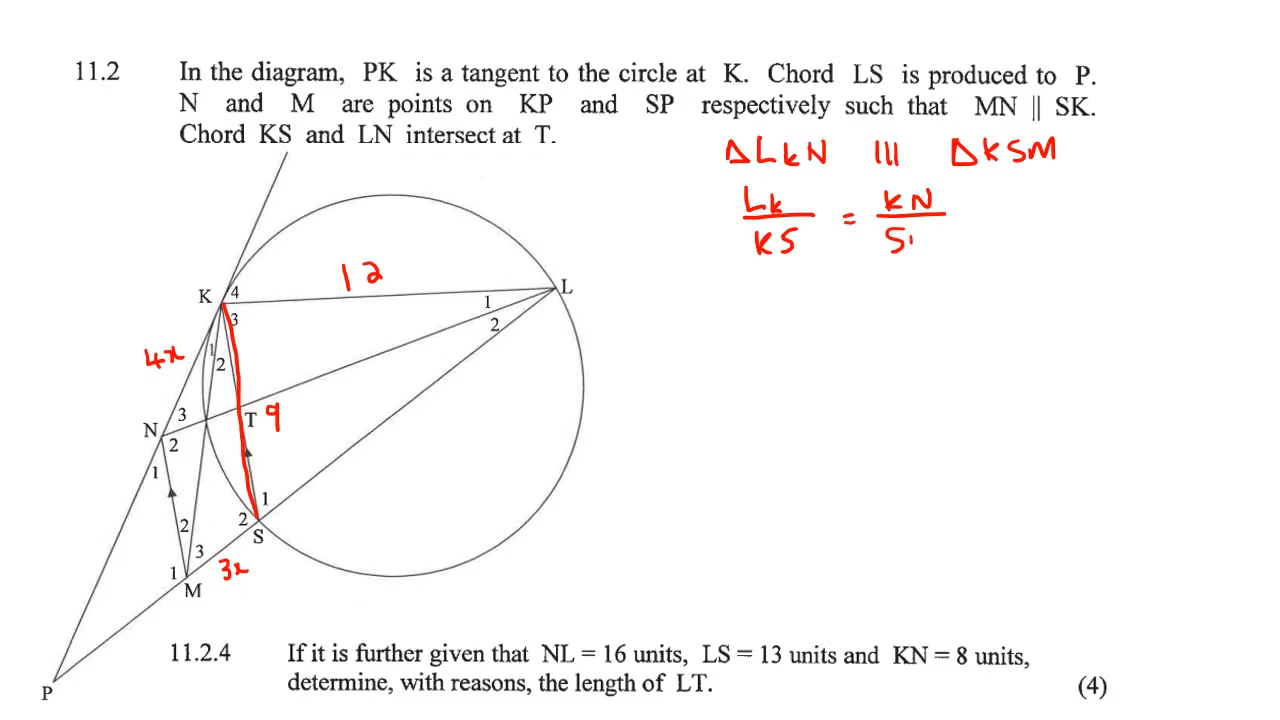 11.2 In the diagram, PK is a tangent to the circle at K. Chord LS is produced to P.
N and M are points on KP and SP respectively such that MN || SK.
Chord KS and LN intersect at T.
ΔLkN ||| ΔkSM
Lk/kS = kN/S
12
K 4
L
1
3
2
1
2
4x
3
T 9
N
2
1
1
2
2
S
3
3x
1
M
P
11.2.4 If it is further given that NL = 16 units, LS = 13 units and KN = 8 units,
determine, with reasons, the length of LT.
(4)